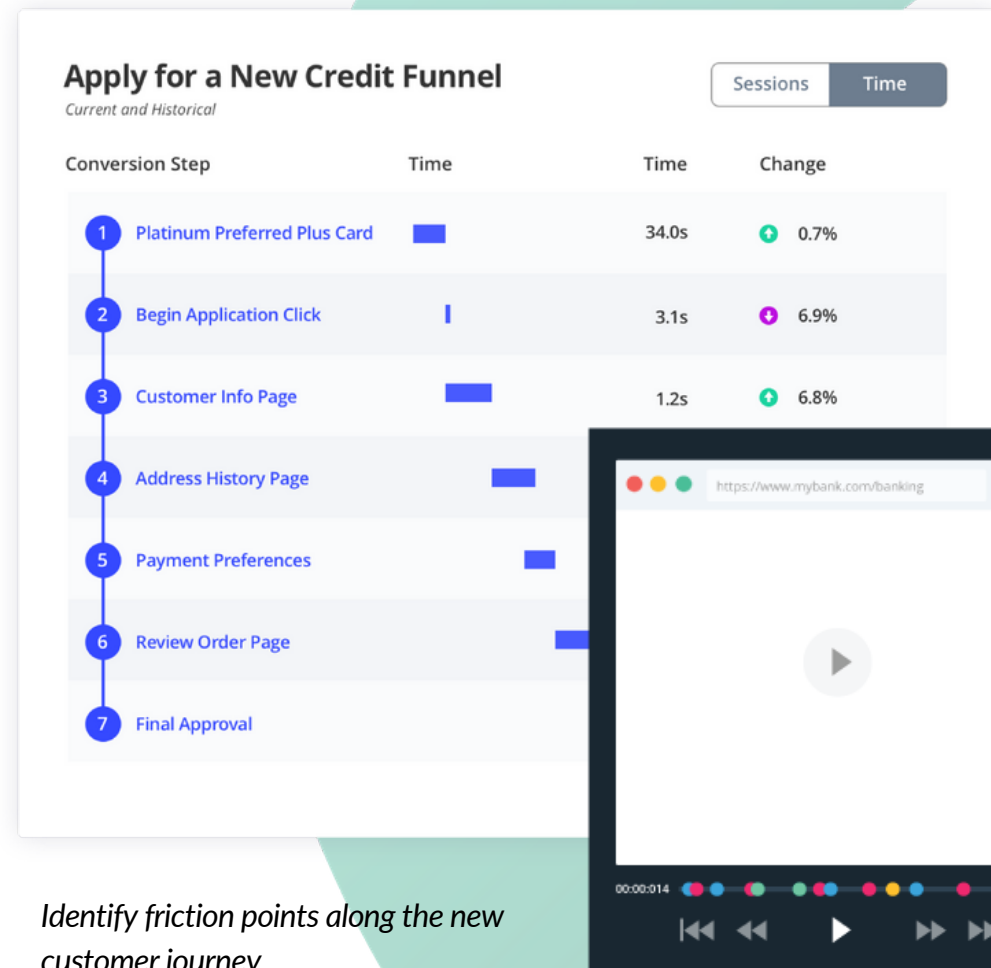 Apply for a New Credit Funnel
Current and Historical
Sessions Time
Conversion Step Time Time Change
1 Platinum Preferred Plus Card 34.0s 0.7%
2 Begin Application Click 3.1s 6.9%
3 Customer Info Page 1.2s 6.8%
4 Address History Page
5 Payment Preferences
6 Review Order Page
7 Final Approval
https://www.mybank.com/banking
00:00:014
Identify friction points along the new
customer journey